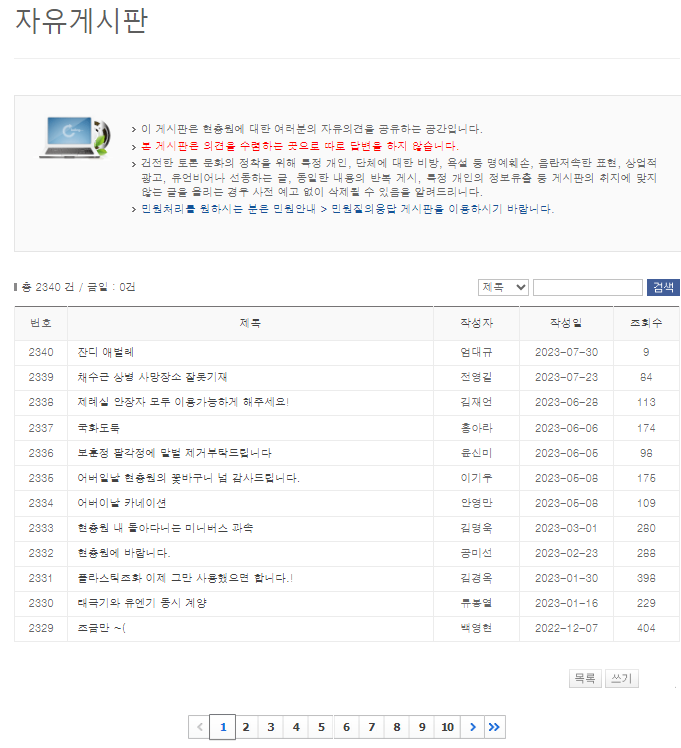 자유게시판
이 게시판은 현충원에 대한 여러분의 자유의견을 공유하는 공간입니다.
본 게시판은 의견을 수렴하는 곳으로 따로 답변을 하지 않습니다.
건전한 토론 문화의 정착을 위해 특정 개인, 단체에 대한 비방, 욕설 등 명예훼손, 음란저속한 표현, 상업적
광고, 유언비어나 선동하는 글, 동일한 내용의 반복 게시, 특정 개인의 정보유출 등 게시판의 취지에 맞지
않는 글을 올리는 경우 사전 예고 없이 삭제될 수 있음을 알려드리니다.
민원처리를 원하시는 분은 민원안내 > 민원질의응답 게시판을 이용하시기 바랍니다.
총 2340 건 / 금일 : 0건 제목 검색
번호 제목 작성자 작성일 조회수
2340 잔디 애벌레 엄대규 2023-07-30 9
2339 채수근 상병 사망장소 잘못기재 전영길 2023-07-23 84
2338 제례실 안장자 모두 이용가능하게 해주세요! 김재언 2023-06-28 113
2337 국화도둑 홍아라 2023-06-06 174
2336 보훈정 팔각정에 말벌 제거부탁드립니다 윤신미 2023-06-05 98
2335 어버일날 현충원의 꽃바구니 넘 감사드립니다. 이기우 2023-05-08 175
2334 어버이날 카네이션 안영만 2023-05-08 109
2333 현충원 내 돌아다니는 미니버스 과속 김명욱 2023-03-01 280
2332 현충원에 바랍니다. 공미선 2023-02-23 288
2331 플라스틱조화 이제 그만 사용했으면 합니다.! 김경옥 2023-01-30 398
2330 태극기와 유엔기 동시 게양 류봉열 2023-01-16 229
2329 조금만 ~( 백영현 2022-12-07 404
목록 쓰기
< 1 2 3 4 5 6 7 8 9 10 > >>